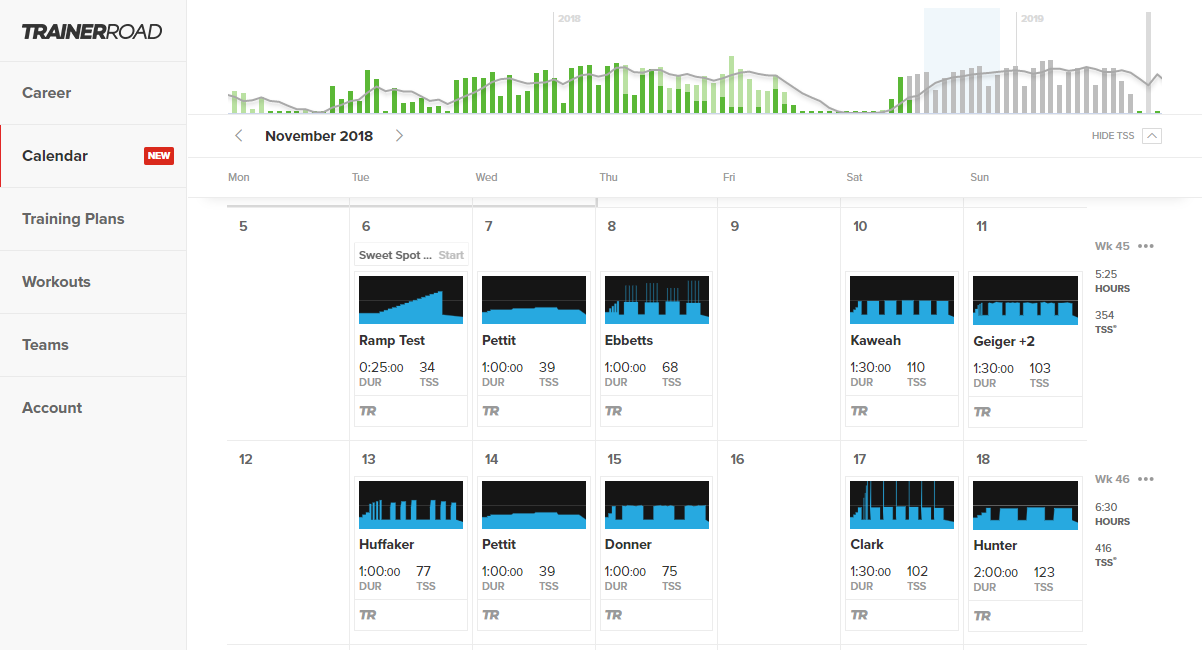 TRAINERROAD
Career
Calendar NEW
Training Plans
Workouts
Teams
Account
2018 2019
November 2018 HIDE TSS
Mon Tue Wed Thu Fri Sat Sun
5 6 7 8 9 10 11
Sweet Spot ... Start
Wk 45
5:25
HOURS
354
TSS*
Ramp Test Pettit Ebbetts Kaweah Geiger +2
0:25:00 34 1:00:00 39 1:00:00 68 1:30:00 110 1:30:00 103
DUR TSS DUR TSS DUR TSS DUR TSS DUR TSS
TR TR TR TR TR
12 13 14 15 16 17 18
Wk 46
6:30
HOURS
416
TSS*
Huffaker Pettit Donner Clark Hunter
1:00:00 77 1:00:00 39 1:00:00 75 1:30:00 102 2:00:00 123
DUR TSS DUR TSS DUR TSS DUR TSS DUR TSS
TR TR TR TR TR